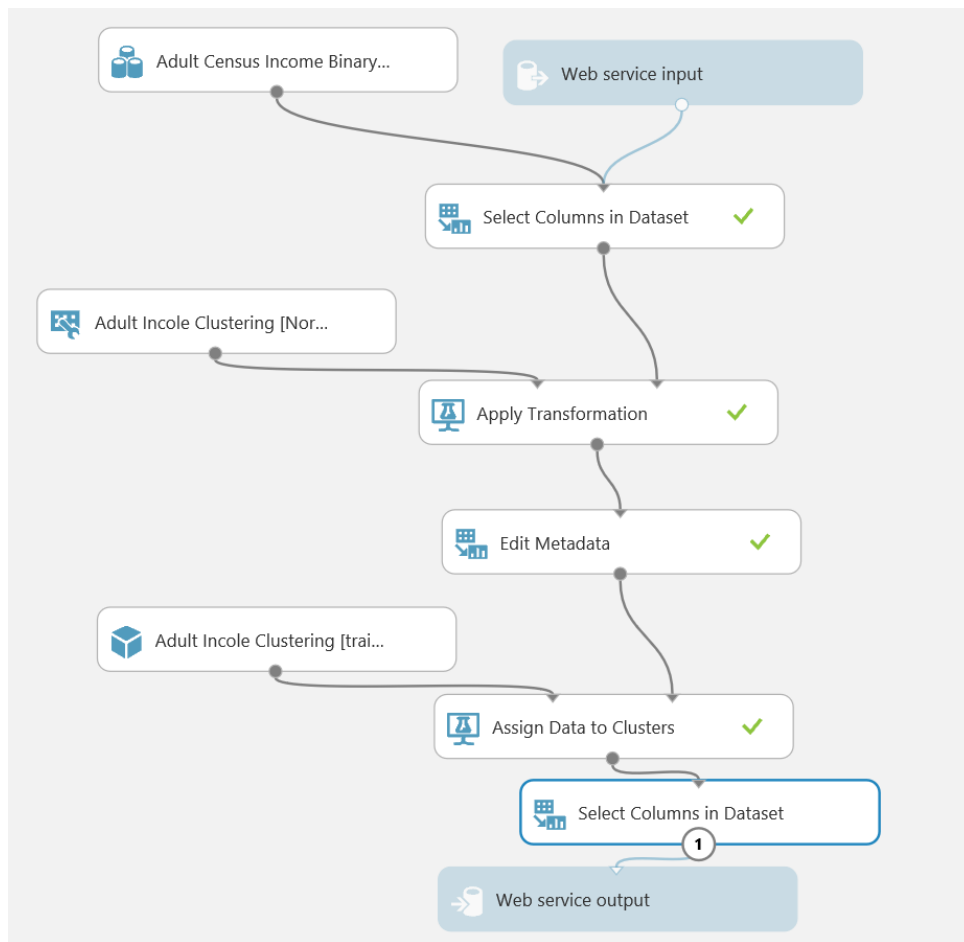 Adult Census Income Binary...
Web service input
Select Columns in Dataset
Adult Incole Clustering [Nor...
Apply Transformation
Edit Metadata
Adult Incole Clustering [trai...
Assign Data to Clusters
Select Columns in Dataset
1
Web service output